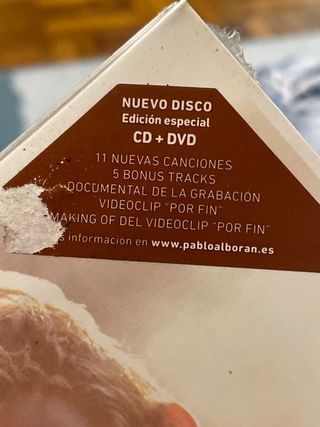 NUEVO DISCO
Edición especial
CD + DVD
11 NUEVAS CANCIONES
5 BONUS TRACKS
DOCUMENTAL DE LA GRABACIÓN
VIDEOCLIP "POR FIN"
MAKING OF DEL VIDEOCLIP "POR FIN"
información en www.pabloalboran.es